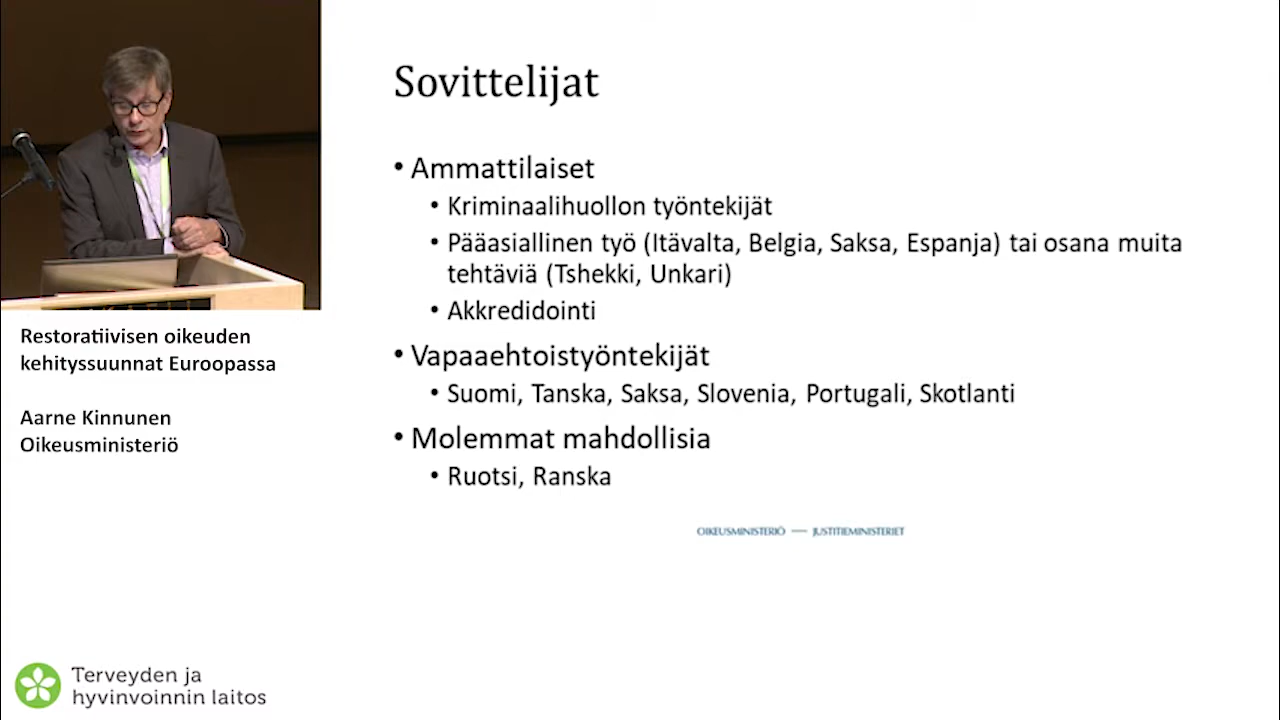 Sovittelijat
• Ammattilaiset
• Kriminaalihuollon työntekijät
• Pääasiallinen työ (Itävalta, Belgia, Saksa, Espanja) tai osana muita
tehtäviä (Tshekki, Unkari)
• Akkredidointi
• Vapaaehtoistyöntekijät
• Suomi, Tanska, Saksa, Slovenia, Portugali, Skotlanti
• Molemmat mahdollisia
• Ruotsi, Ranska
OIKEUSMINISTERIÖ — JUSTITIEMINISTERIET
Restoratiivisen oikeuden
kehityssuunnat Euroopassa
Aarne Kinnunen
Oikeusministeriö
Terveyden ja
hyvinvoinnin laitos